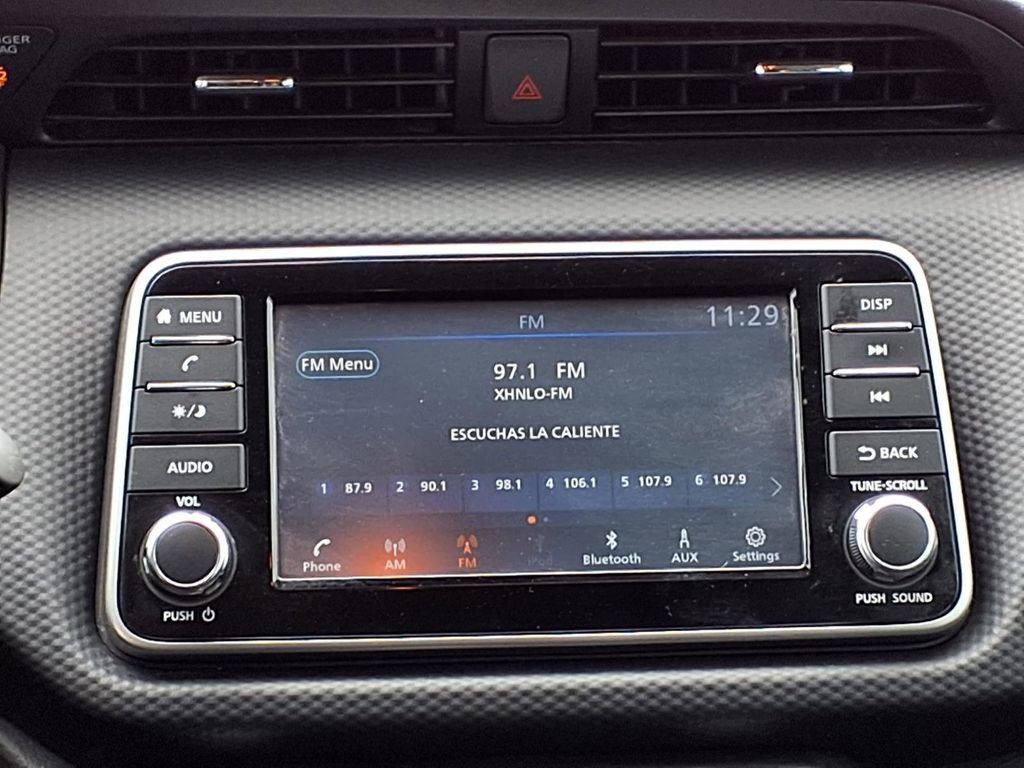 MENU
DISP
FM
11:29
FM Menu
97.1 FM
XHNLO-FM
ESCUCHAS LA CALIENTE
AUDIO
BACK
VOL
TUNE-SCROLL
1 87.9 2 90.1 3 98.1 4 106.1 5 107.9 6 107.9
Phone AM FM Bluetooth AUX Settings
PUSH
PUSH SOUND